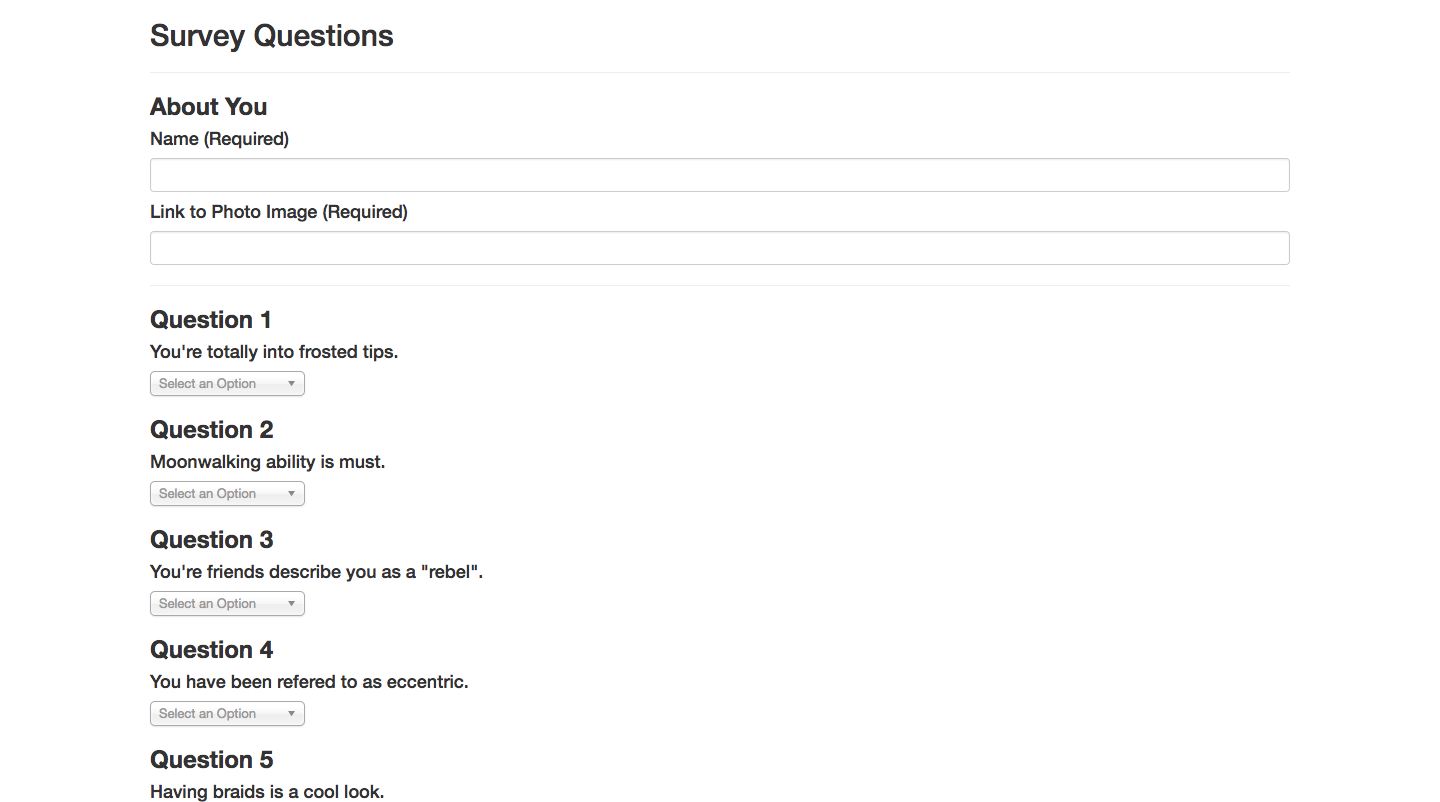 Survey Questions
About You
Name (Required)
Link to Photo Image (Required)
Question 1
You're totally into frosted tips.
Select an Option
Question 2
Moonwalking ability is must.
Select an Option
Question 3
You're friends describe you as a "rebel".
Select an Option
Question 4
You have been refered to as eccentric.
Select an Option
Question 5
Having braids is a cool look.